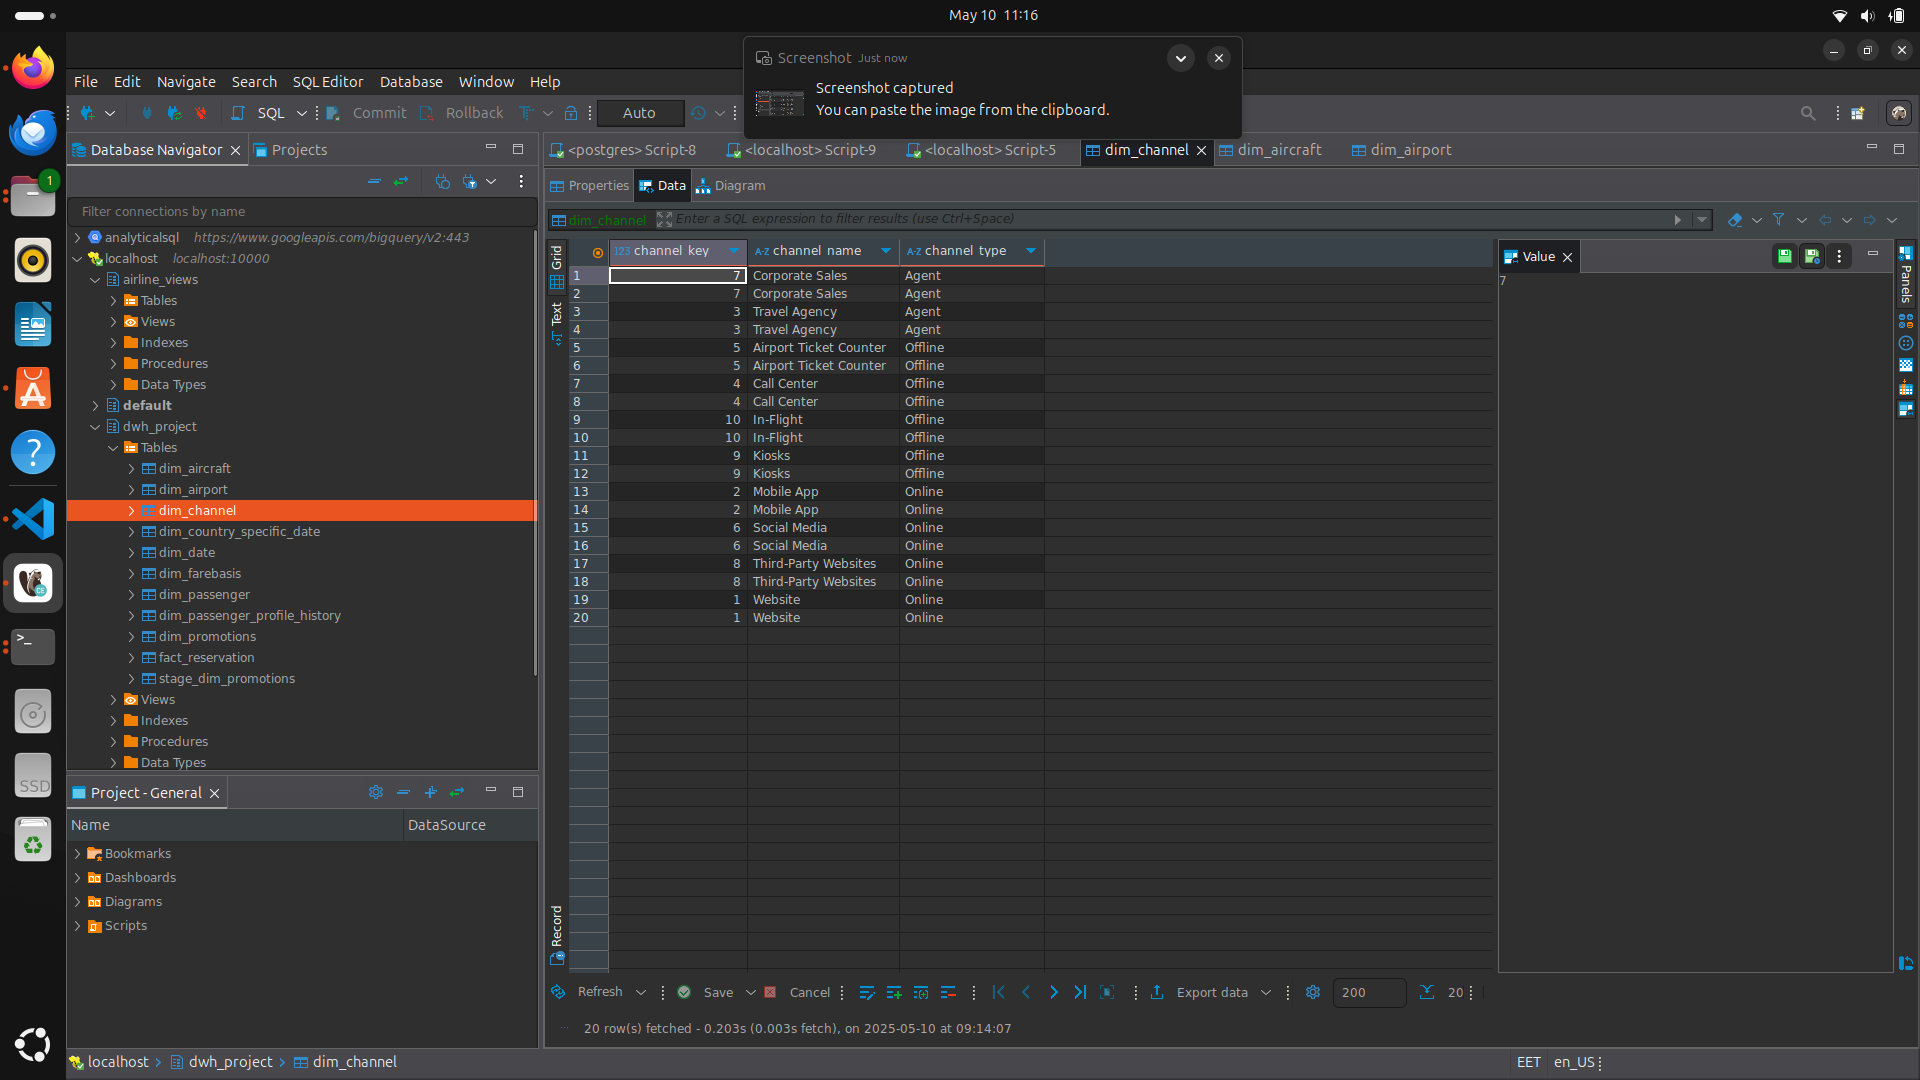 May 10 11:16
Screenshot Just now
Screenshot captured
You can paste the image from the clipboard.
File Edit Navigate Search SQL Editor Database Window Help
SQL Commit Rollback Auto
Database Navigator Projects
<postgres> Script-8 <localhost> Script-9 <localhost> Script-5 dim_channel dim_aircraft dim_airport
Properties Data Diagram
Filter connections by name
dim_channel Enter a SQL expression to filter results (use Ctrl+Space)
analyticalsql https://www.googleapis.com/bigquery/v2:443
localhost localhost:10000
airline_views
Tables
Views
Indexes
Procedures
Data Types
default
dwh_project
Tables
dim_aircraft
dim_airport
dim_channel
dim_country_specific_date
dim_date
dim_farebasis
dim_passenger
dim_passenger_profile_history
dim_promotions
fact_reservation
stage_dim_promotions
Views
Indexes
Procedures
Data Types
Grid
Text
Record
123 channel key A-Z channel name A-Z channel type
1 7 Corporate Sales Agent
2 7 Corporate Sales Agent
3 3 Travel Agency Agent
4 3 Travel Agency Agent
5 5 Airport Ticket Counter Offline
6 5 Airport Ticket Counter Offline
7 4 Call Center Offline
8 4 Call Center Offline
9 10 In-Flight Offline
10 10 In-Flight Offline
11 9 Kiosks Offline
12 9 Kiosks Offline
13 2 Mobile App Online
14 2 Mobile App Online
15 6 Social Media Online
16 6 Social Media Online
17 8 Third-Party Websites Online
18 8 Third-Party Websites Online
19 1 Website Online
20 1 Website Online
Value
7
Panels
Project - General
Name DataSource
Bookmarks
Dashboards
Diagrams
Scripts
Refresh Save Cancel Export data 200 20
20 row(s) fetched - 0.203s (0.003s fetch), on 2025-05-10 at 09:14:07
localhost dwh_project dim_channel
EET en_US
1
SSD